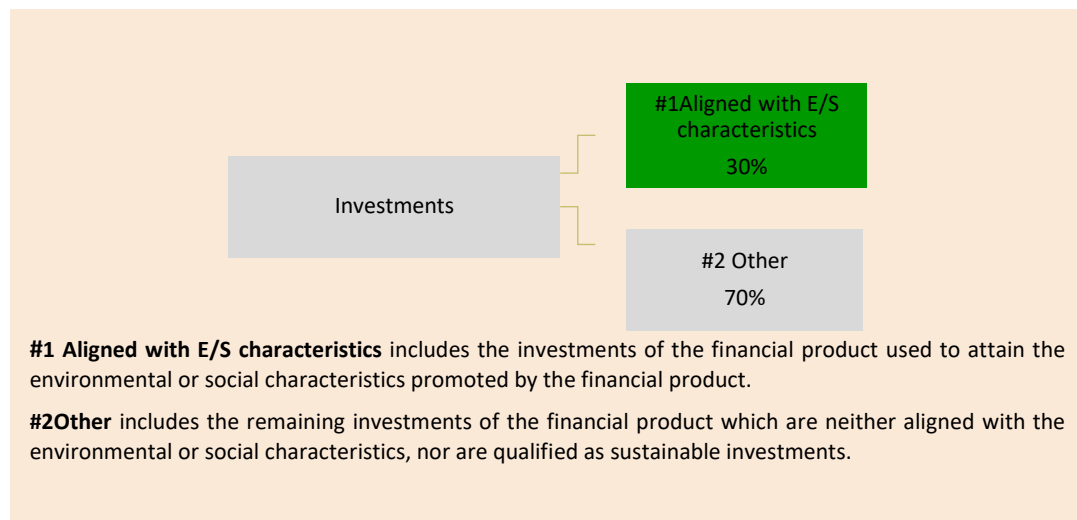 #1Aligned with E/S
characteristics
30%
Investments
#2 Other
70%
#1 Aligned with E/S characteristics includes the investments of the financial product used to attain the
environmental or social characteristics promoted by the financial product.
#2Other includes the remaining investments of the financial product which are neither aligned with the
environmental or social characteristics, nor are qualified as sustainable investments.